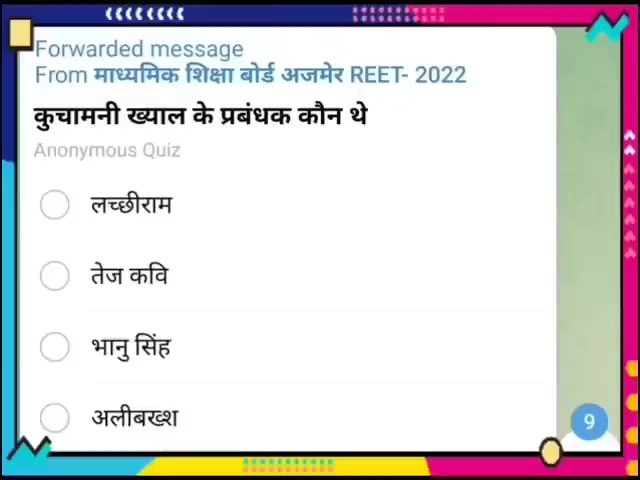 Forwarded message
From माध्यमिक शिक्षा बोर्ड अजमेर REET- 2022
कुचामनी ख्याल के प्रबंधक कौन थे
Anonymous Quiz
लच्छीराम
तेज कवि
भानु सिंह
अलीबख्श
9